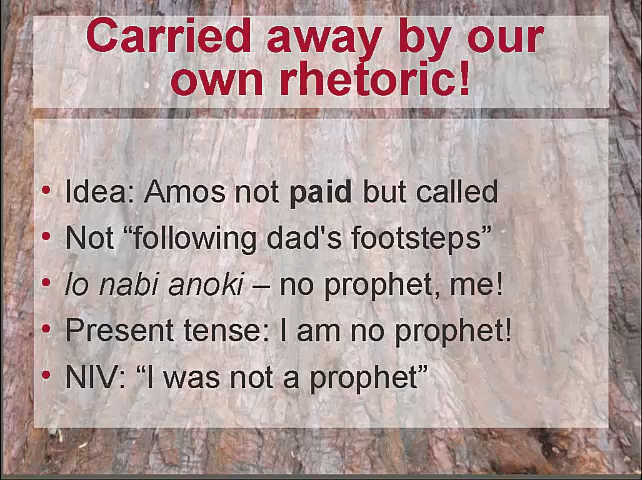 Carried away by our
own rhetoric!
• Idea: Amos not paid but called
• Not “following dad's footsteps”
• lo nabi anoki – no prophet, me!
• Present tense: I am no prophet!
• NIV: “I was not a prophet”